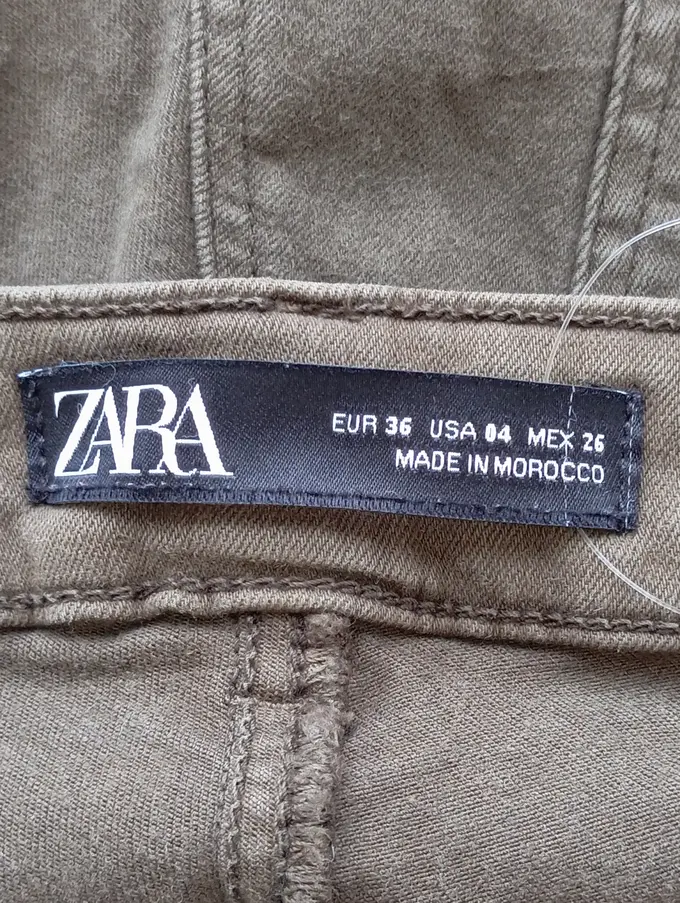 ZARA
EUR 36 USA 04 MEX 26
MADE IN MOROCCO